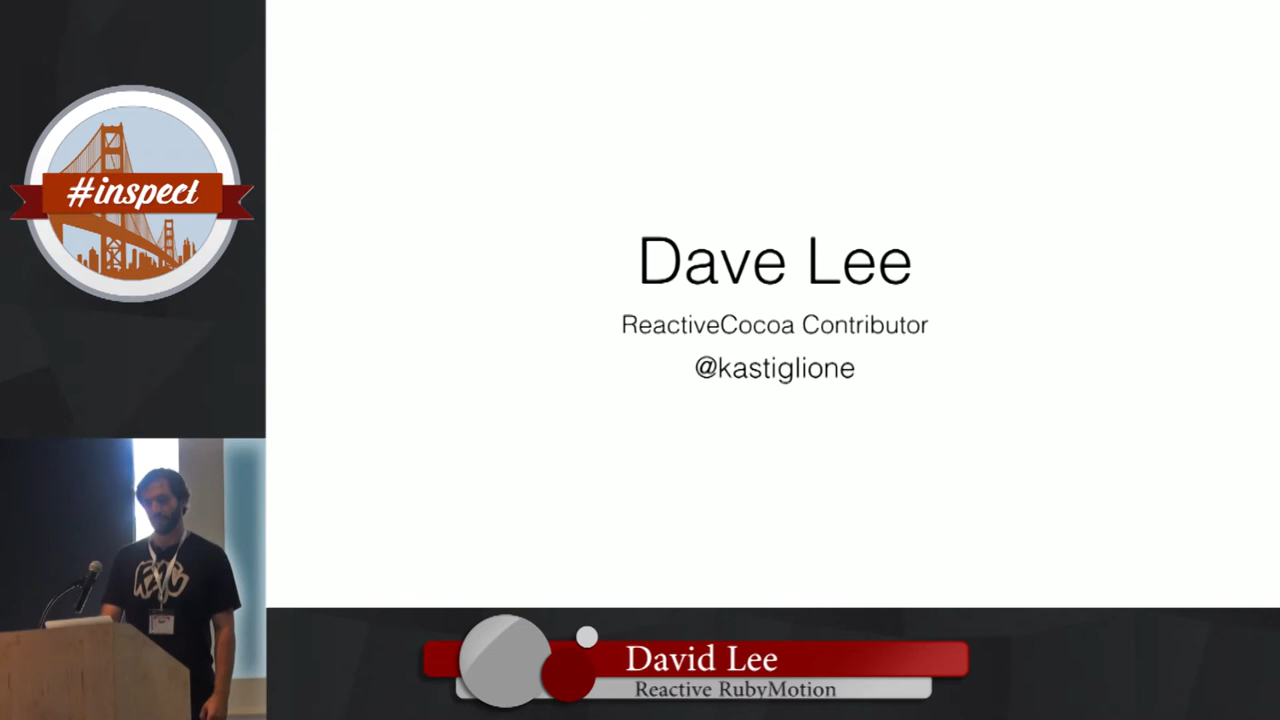 #inspect
Dave Lee
ReactiveCocoa Contributor
@kastiglione
David Lee
Reactive RubyMotion